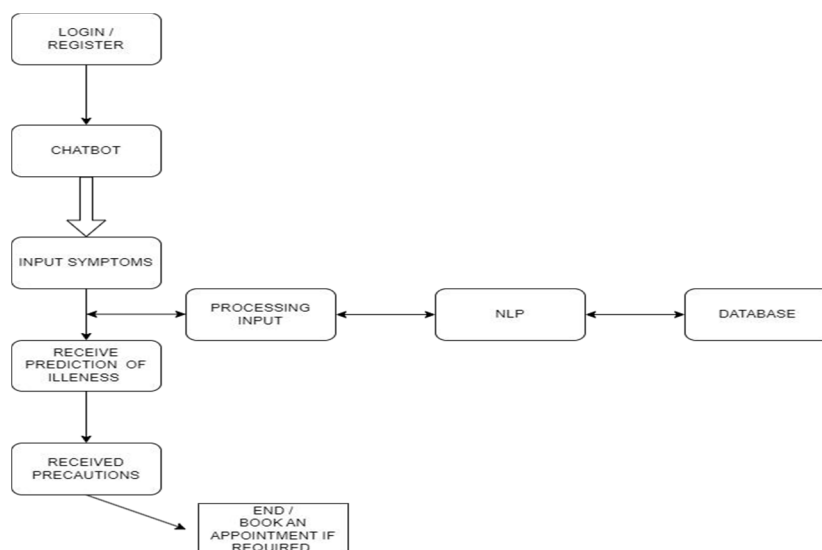 LOGIN /
REGISTER
CHATBOT
INPUT SYMPTOMS
PROCESSING
INPUT
NLP
DATABASE
RECEIVE
PREDICTION OF
ILLENESS
RECEIVED
PRECAUTIONS
END /
BOOK AN
APPOINTMENT IF
REQUIRED